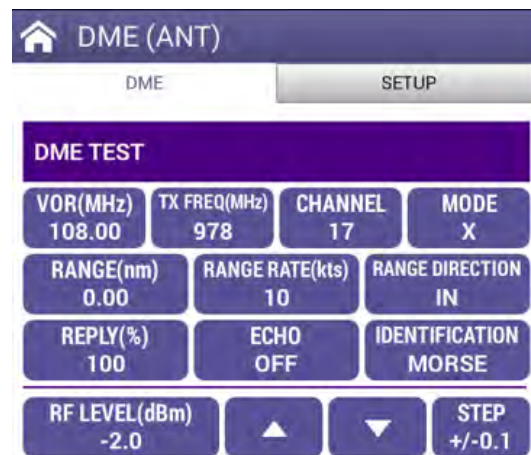 DME (ANT)
DME SETUP
DME TEST
VOR(MHz) TX FREQ(MHz) CHANNEL MODE
108.00 978 17 X
RANGE(nm) RANGE RATE(kts) RANGE DIRECTION
0.00 10 IN
REPLY(%) ECHO IDENTIFICATION
100 OFF MORSE
RF LEVEL(dBm) STEP
-2.0 +/-0.1